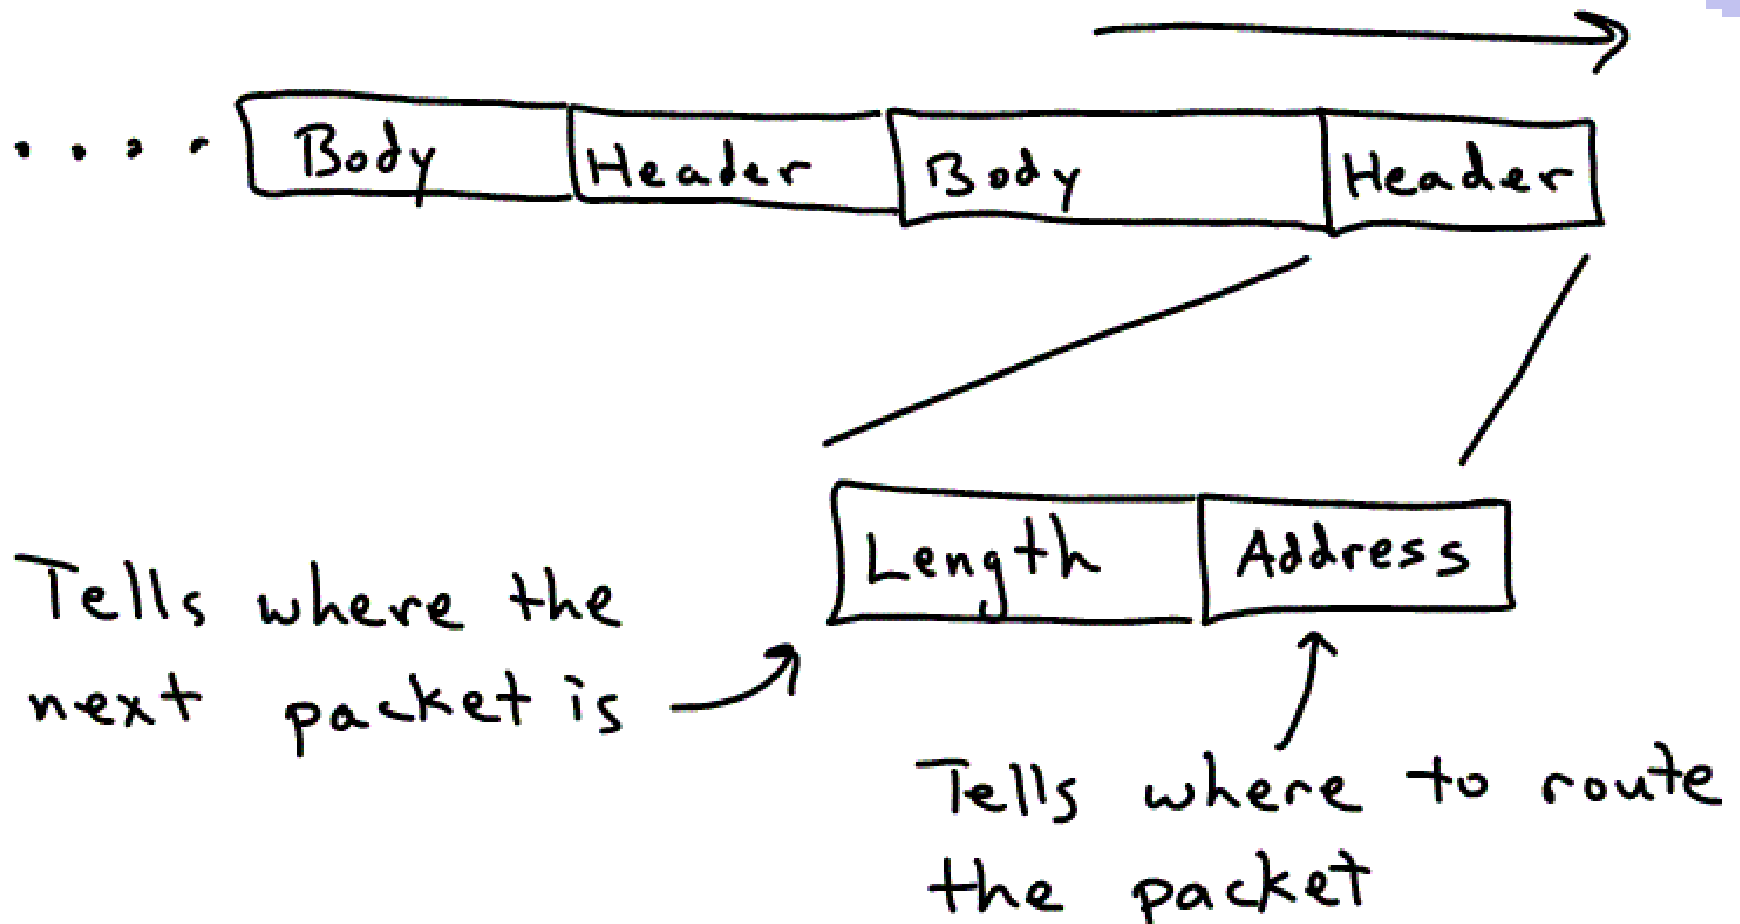 .... Body Header Body Header
Length Address
Tells where the
next packet is
Tells where to route
the packet